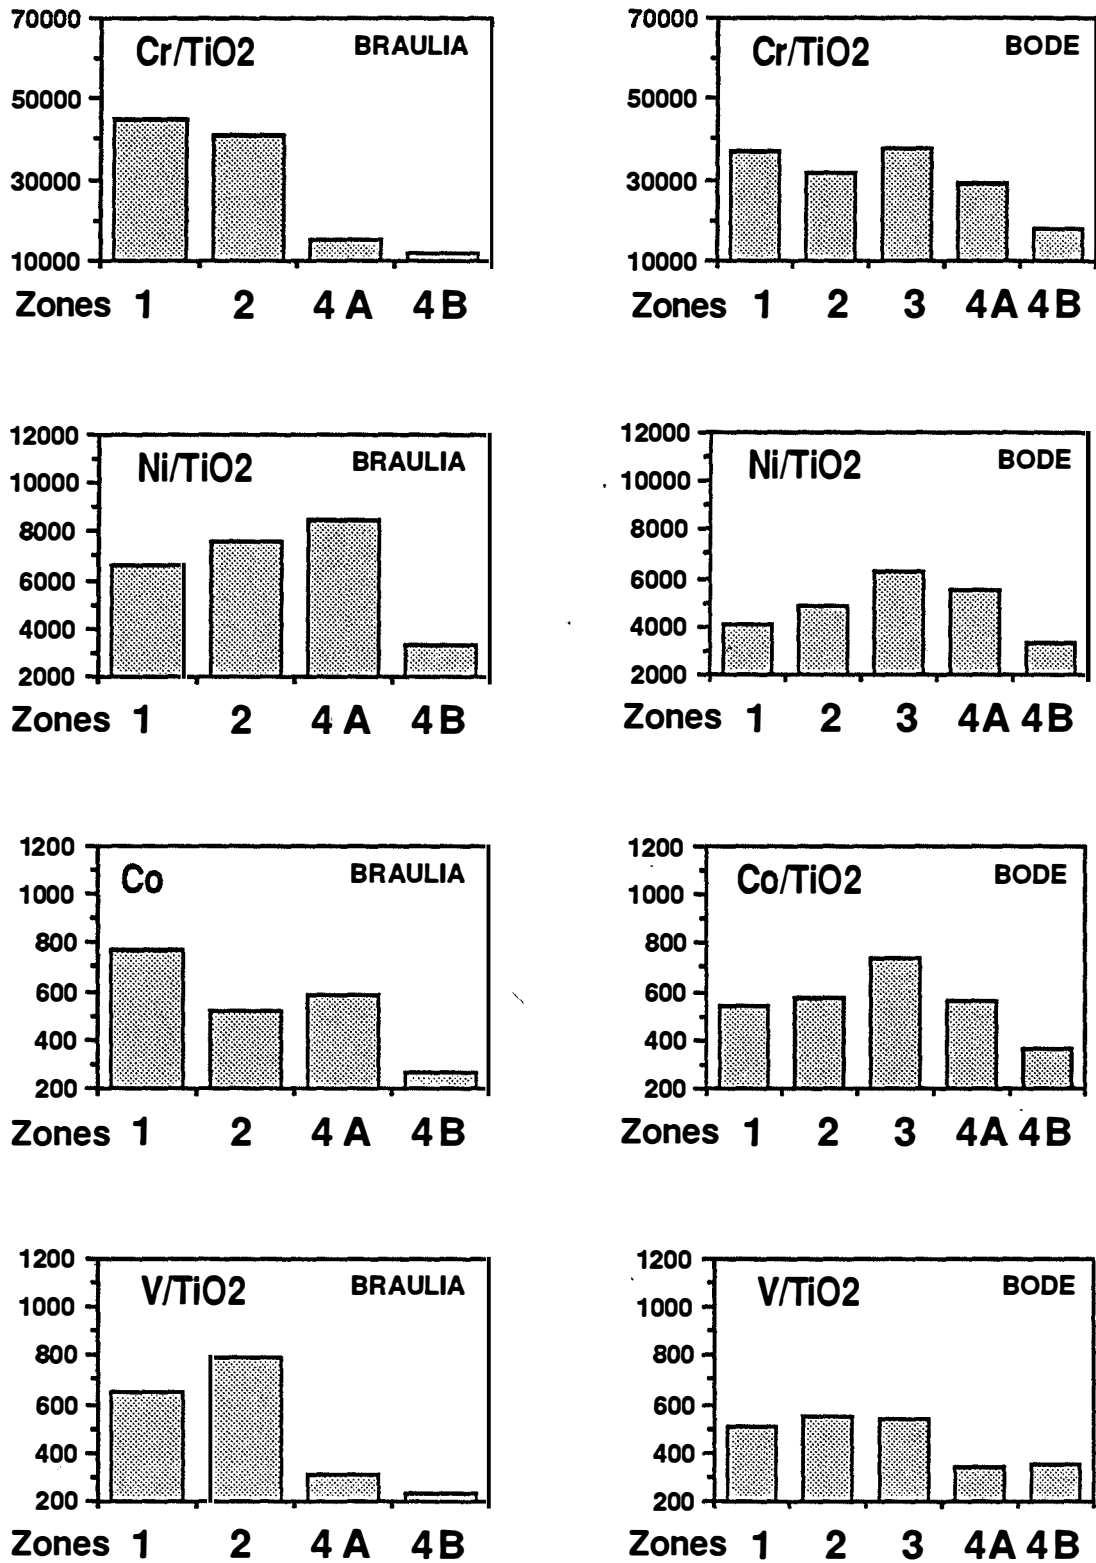 70000
Cr/TiO2 BRAULIA
50000
30000
10000
Zones 1 2 4 A 4 B
70000
Cr/TiO2 BODE
50000
30000
10000
Zones 1 2 3 4A 4 B
12000
Ni/TiO2 BRAULIA
10000
8000
6000
4000
2000
Zones 1 2 4 A 4 B
12000
Ni/TiO2 BODE
10000
8000
6000
4000
2000
Zones 1 2 3 4A 4 B
1200
Co BRAULIA
1000
800
600
400
200
Zones 1 2 4 A 4 B
1200
Co/TiO2 BODE
1000
800
600
400
200
Zones 1 2 3 4A 4 B
1200
V/TiO2 BRAULIA
1000
800
600
400
200
Zones 1 2 4 A 4 B
1200
V/TiO2 BODE
1000
800
600
400
200
Zones 1 2 3 4A 4 B